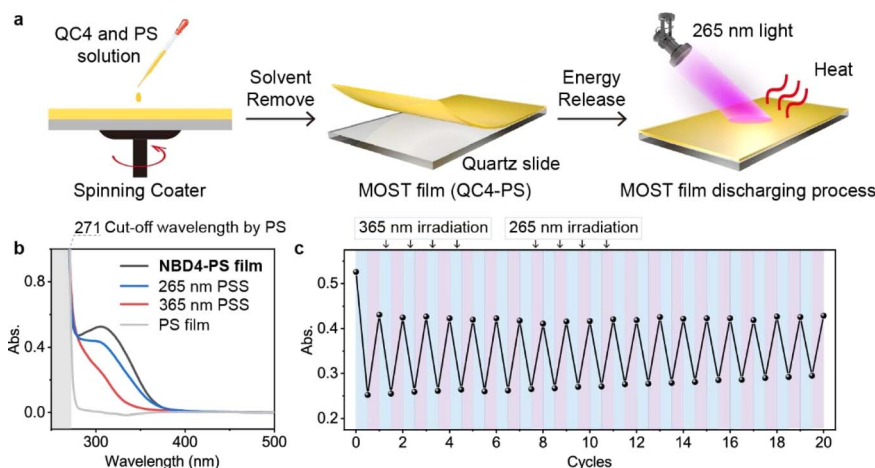 a
QC4 and PS
solution
Spinning Coater
Solvent
Remove
Quartz slide
MOST film (QC4-PS)
Energy
Release
265 nm light
Heat
MOST film discharging process
271 Cut-off wavelength by PS
b
NBD4-PS film
265 nm PSS
365 nm PSS
PS film
Abs.
0.8
0.4
0.0
300 400 500
Wavelength (nm)
365 nm irradiation
265 nm irradiation
c
Abs.
0.5
0.4
0.3
0.2
0 2 4 6 8 10 12 14 16 18 20
Cycles